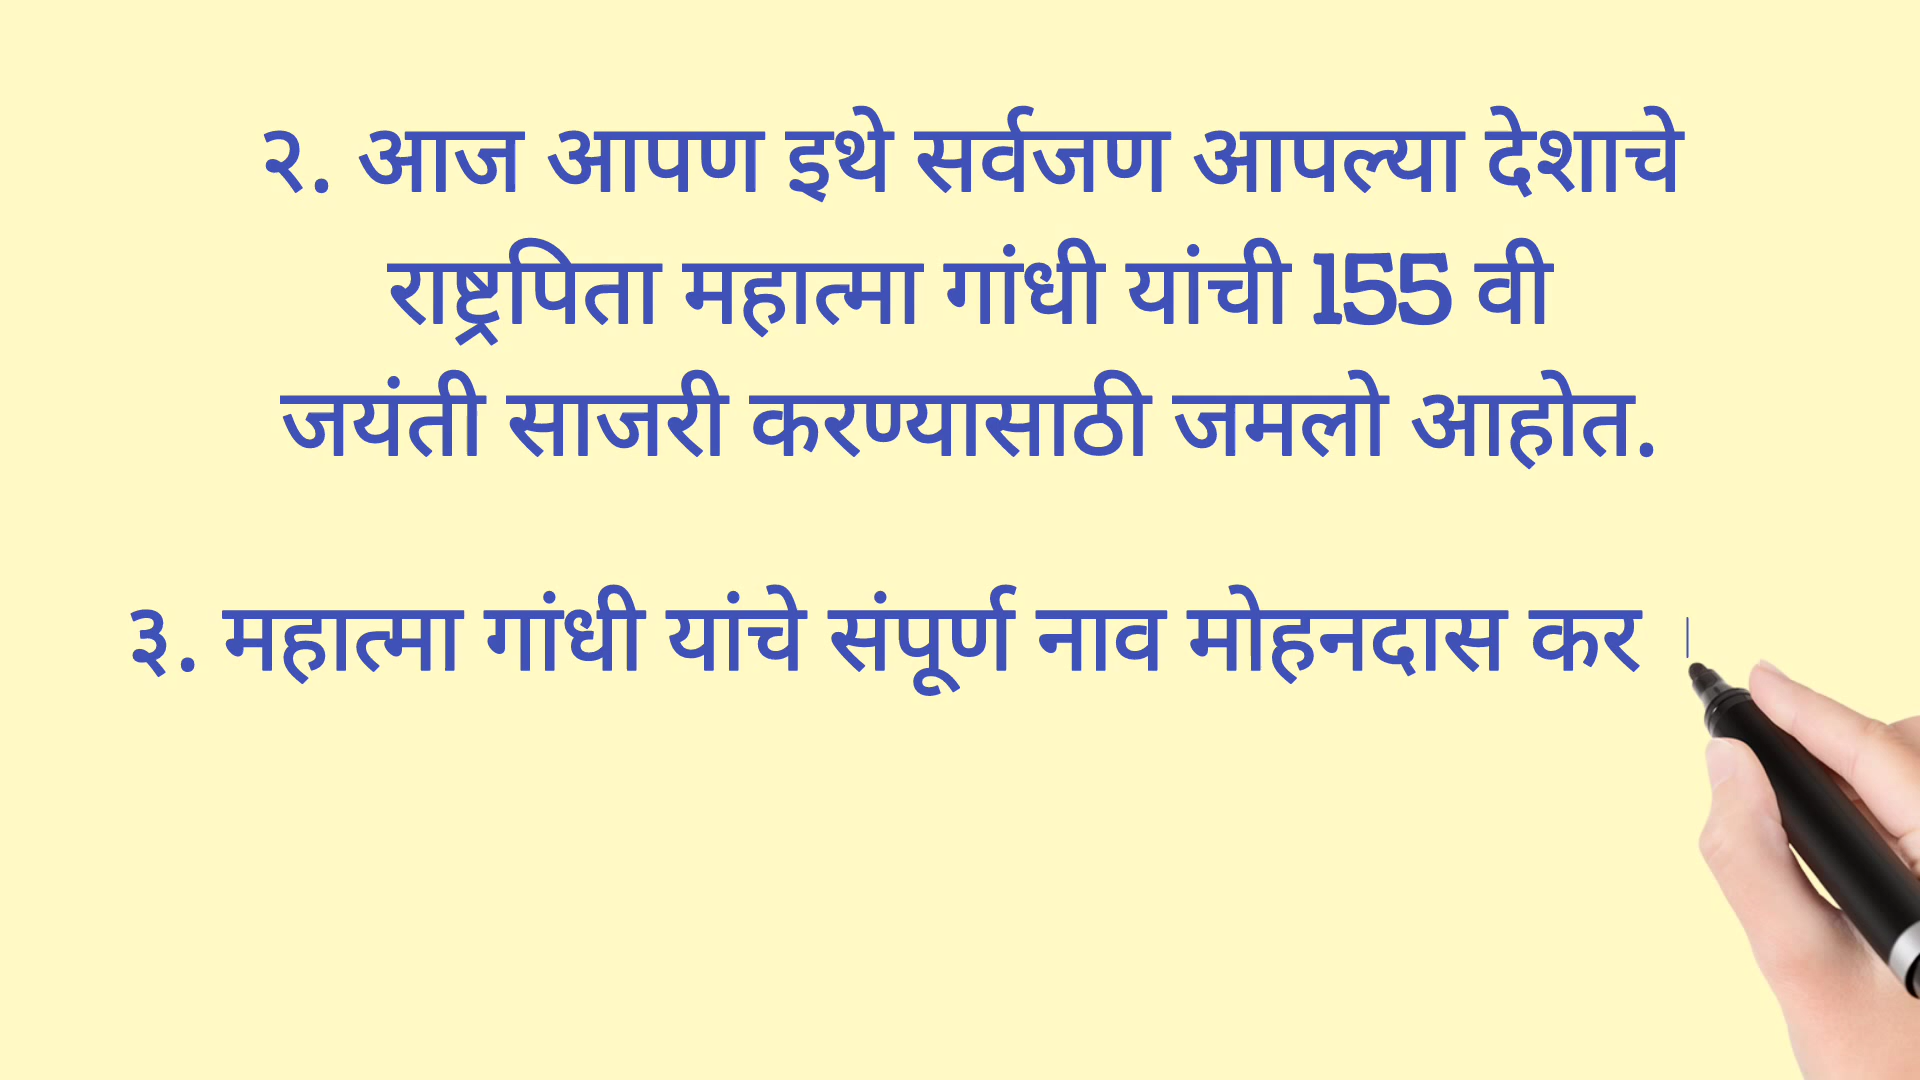 २. आज आपण इथे सर्वजण आपल्या देशाचे
राष्ट्रपिता महात्मा गांधी यांची 155 वी
जयंती साजरी करण्यासाठी जमलो आहोत.
३. महात्मा गांधी यांचे संपूर्ण नाव मोहनदास कर